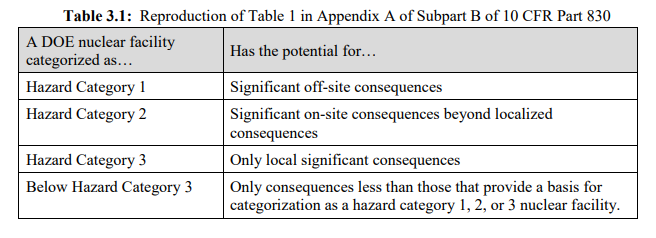 Table 3.1: Reproduction of Table 1 in Appendix A of Subpart B of 10 CFR Part 830
A DOE nuclear facility
categorized as…
Has the potential for…
Hazard Category 1
Significant off-site consequences
Hazard Category 2
Significant on-site consequences beyond localized
consequences
Hazard Category 3
Only local significant consequences
Below Hazard Category 3
Only consequences less than those that provide a basis for
categorization as a hazard category 1, 2, or 3 nuclear facility.